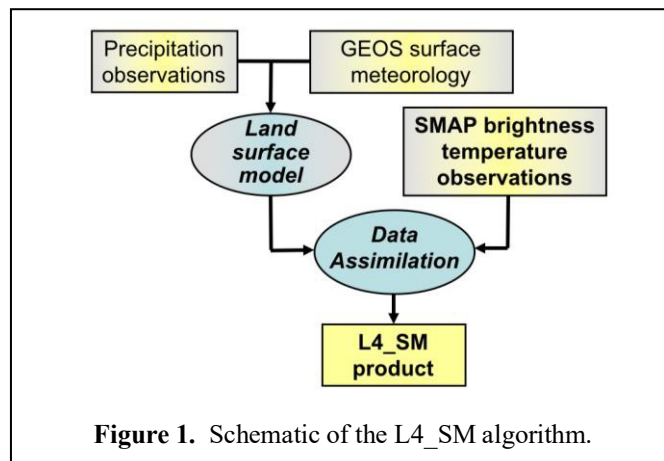 Precipitation
observations
GEOS surface
meteorology
Land
surface
model
SMAP brightness
temperature
observations
Data
Assimilation
L4_SM
product
Figure 1. Schematic of the L4_SM algorithm.